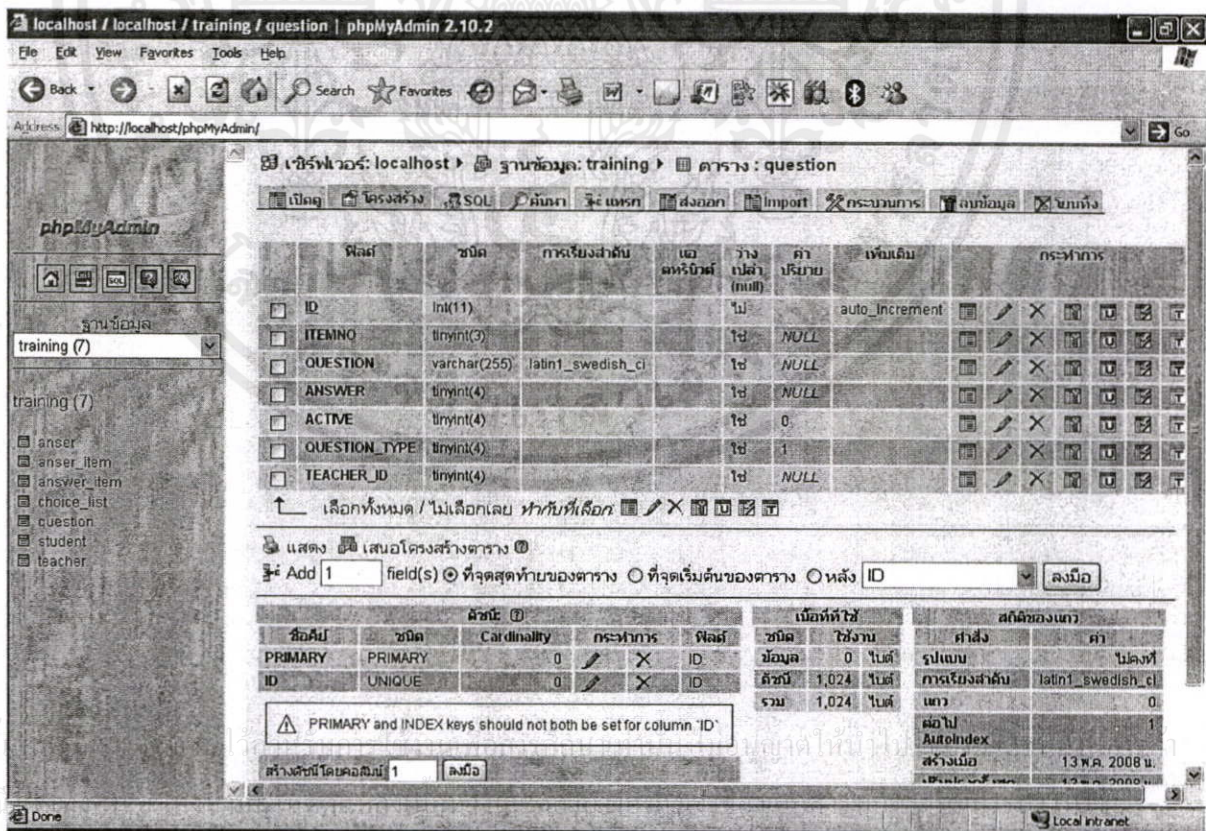 localhost / localhost / training / question | phpMyAdmin 2.10.2
File Edit View Favorites Tools Help
Back Search Favorites
Address http://localhost/phpMyAdmin/ Go
phpMyAdmin
ฐานข้อมูล
training (7)
training (7)
anser
anser_item
answer_item
choice_list
question
student
teacher
เซิร์ฟเวอร์: localhost ▸ ฐานข้อมูล: training ▸ ตาราง : question
เปิดดู โครงสร้าง SQL ค้นหา แทรก ส่งออก Import กระบวนการ ลบข้อมูล โยนทิ้ง
ฟิลด์ ชนิด การเรียงลำดับ แอตทริบิวต์ ว่างเปล่า (null) ค่าปริยาย เพิ่มเติม กระทำการ
ID int(11) ไม่ auto_increment
ITEMNO tinyint(3) ใช่ NULL
QUESTION varchar(255) latin1_swedish_ci ใช่ NULL
ANSWER tinyint(4) ใช่ NULL
ACTIVE tinyint(4) ใช่ 0
QUESTION_TYPE tinyint(4) ใช่ 1
TEACHER_ID tinyint(4) ใช่ NULL
เลือกทั้งหมด / ไม่เลือกเลย ทำกับที่เลือก:
แสดง เสนอโครงสร้างตาราง
Add 1 field(s) ที่จุดสุดท้ายของตาราง ที่จุดเริ่มต้นของตาราง หลัง ID ลงมือ
ดัชนี:
ชื่อคีย์ ชนิด Cardinality กระทำการ ฟิลด์
PRIMARY PRIMARY 0 ID
ID UNIQUE 0 ID
PRIMARY and INDEX keys should not both be set for column `ID`
สร้างดัชนีโดยคอลัมน์ 1 ลงมือ
เนื้อที่ที่ใช้
ชนิด ใช้งาน
ข้อมูล 0 ไบต์
ดัชนี 1,024 ไบต์
รวม 1,024 ไบต์
สถิติของแถว
คำสั่ง ค่า
รูปแบบ ไม่คงที่
การเรียงลำดับ latin1_swedish_ci
แถว 0
ต่อไป Autoindex 1
สร้างเมื่อ 13 พ.ค. 2008 น.
Done Local intranet